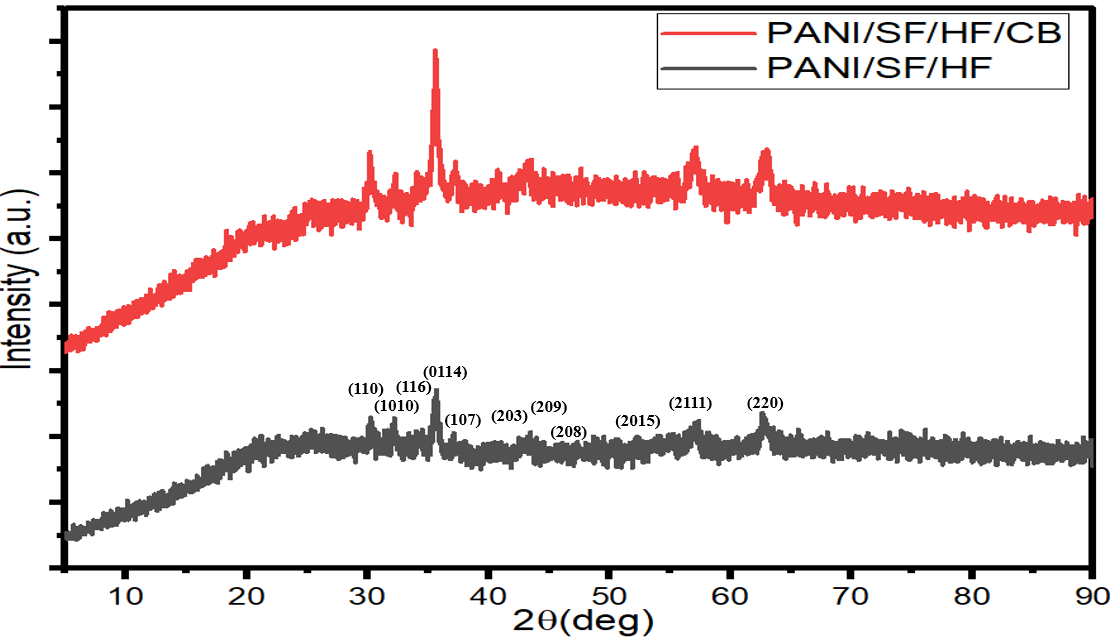 PANI/SF/HF/CB
PANI/SF/HF
Intensity (a.u.)
(110)
(1010)
(116)
(0114)
(107)
(203)
(209)
(208)
(2015)
(2111)
(220)
10 20 30 40 50 60 70 80 90
2θ(deg)